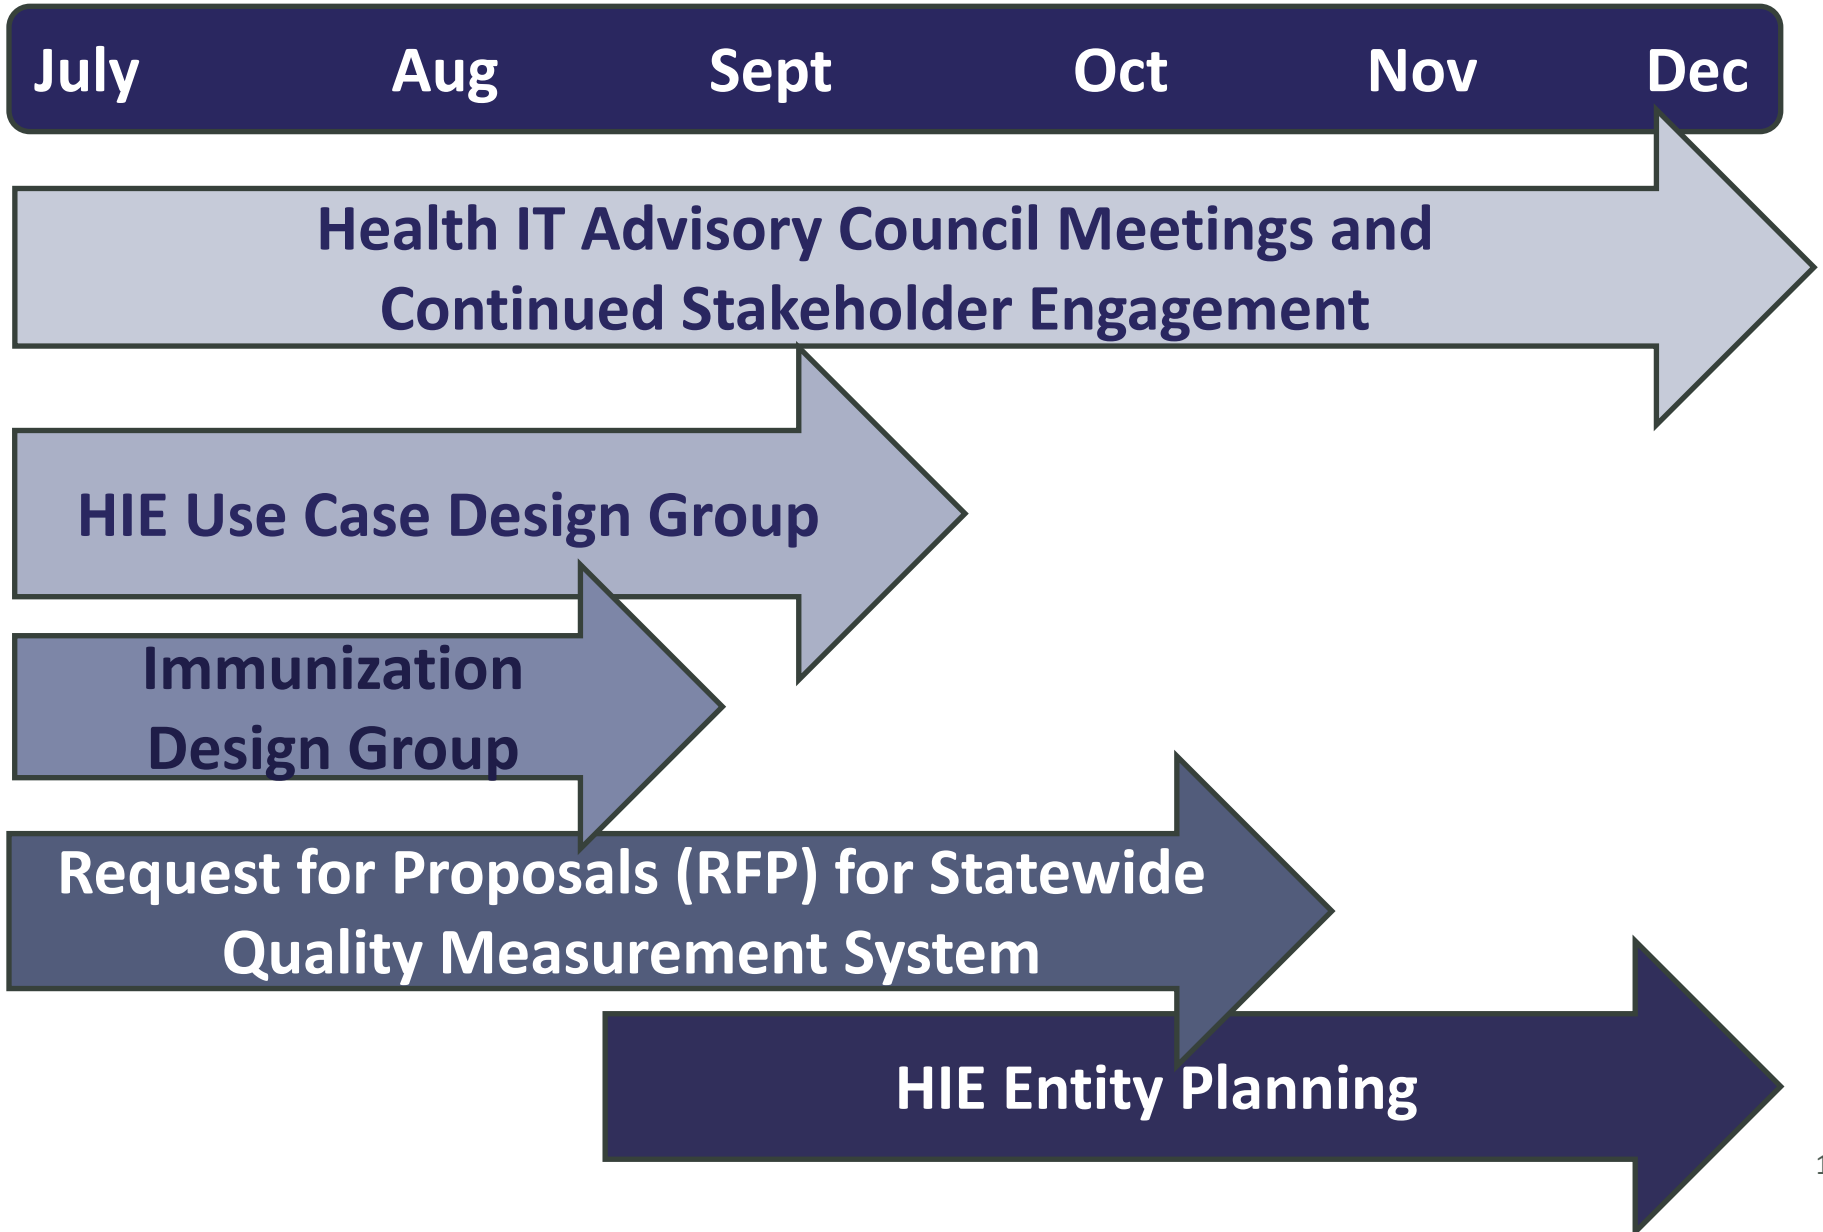 July Aug Sept Oct Nov Dec
Health IT Advisory Council Meetings and
Continued Stakeholder Engagement
HIE Use Case Design Group
Immunization
Design Group
Request for Proposals (RFP) for Statewide
Quality Measurement System
HIE Entity Planning